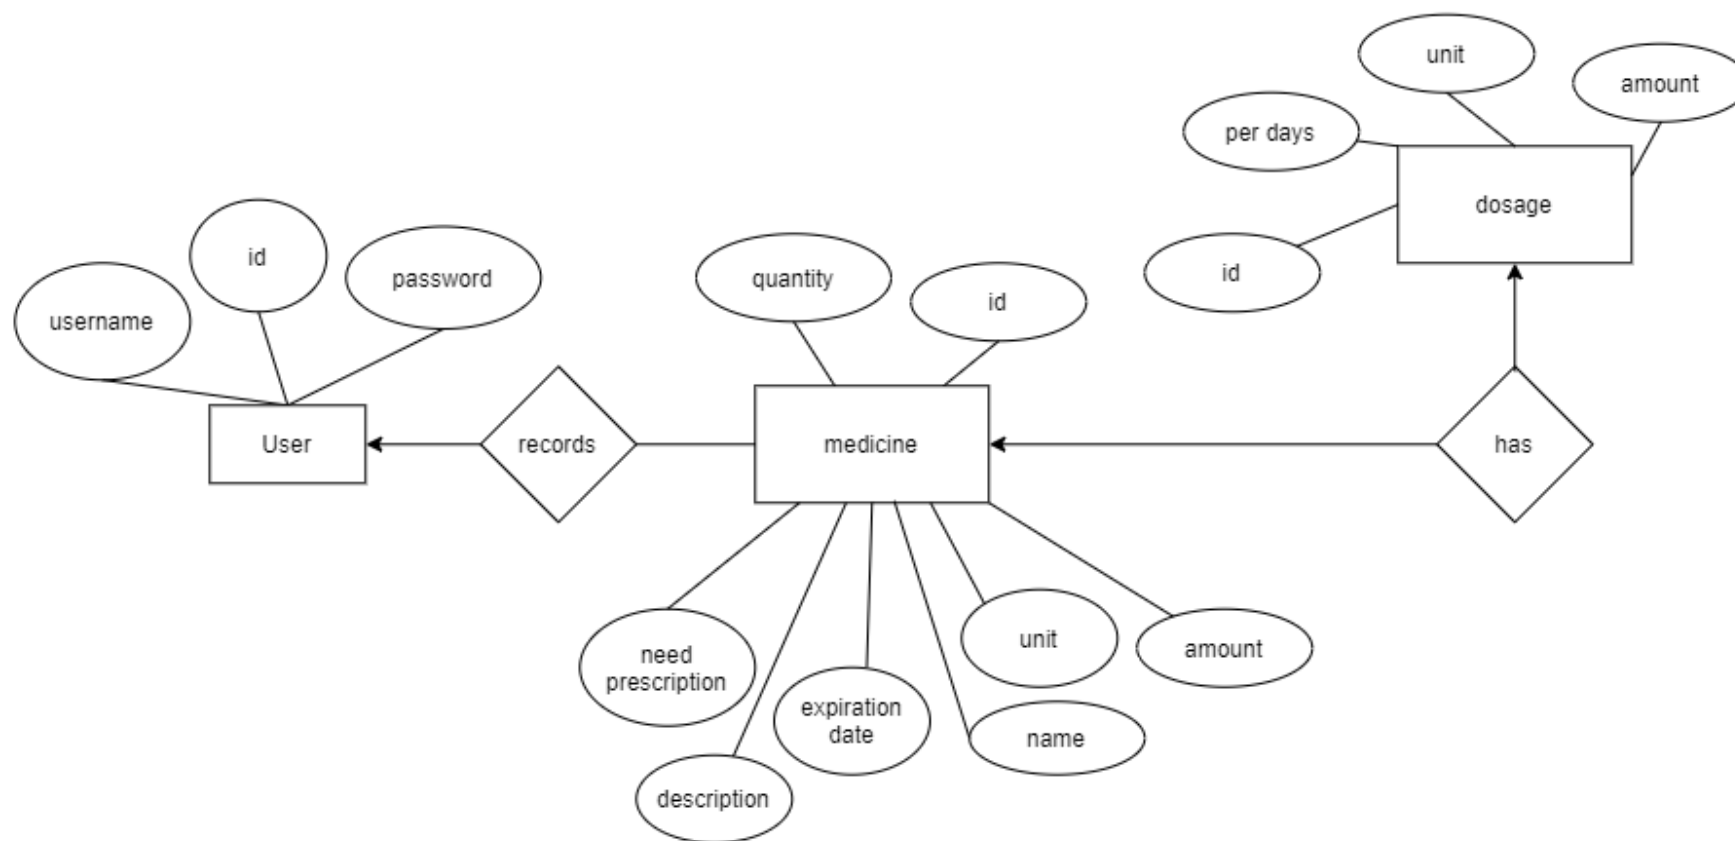 unit
amount
per days
dosage
id
id
username
password
quantity
id
User
records
medicine
has
need
prescription
unit
amount
expiration
date
name
description